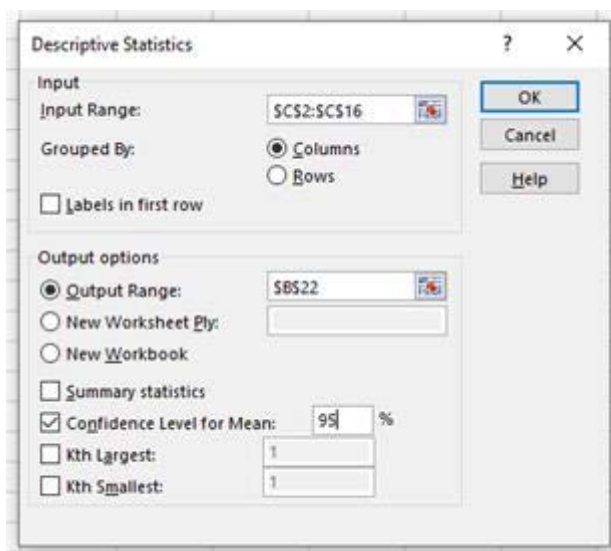 Descriptive Statistics ? ×
Input
Input Range: $C$2:$C$16
OK
Cancel
Grouped By: Columns
Rows
Help
Labels in first row
Output options
Output Range: $B$22
New Worksheet Ply:
New Workbook
Summary statistics
Confidence Level for Mean: 95 %
Kth Largest: 1
Kth Smallest: 1